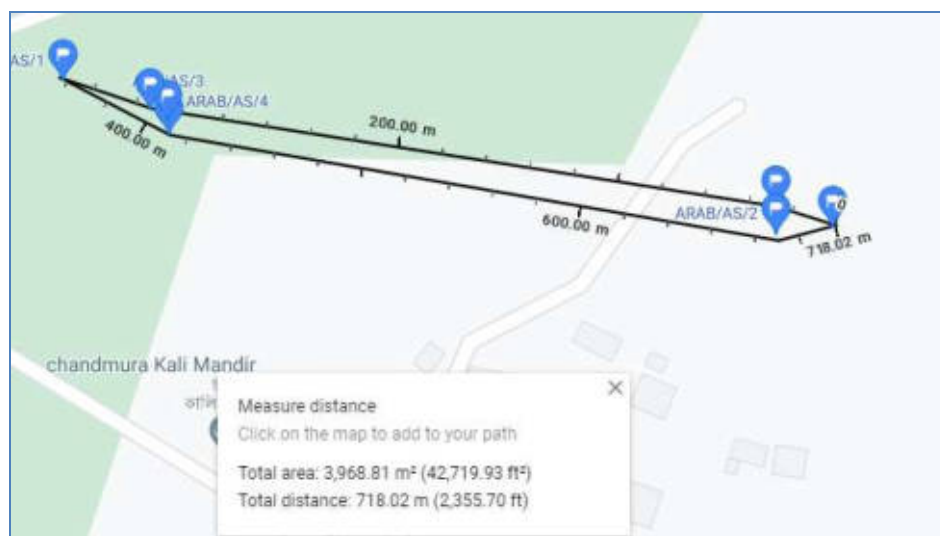 AS/1
AS/3
ARAB/AS/4
400.00 m
200.00 m
ARAB/AS/2
0
600.00 m
718.02 m
chandmura Kali Mandir
Measure distance
Click on the map to add to your path
Total area: 3,968.81 m² (42,719.93 ft²)
Total distance: 718.02 m (2,355.70 ft)